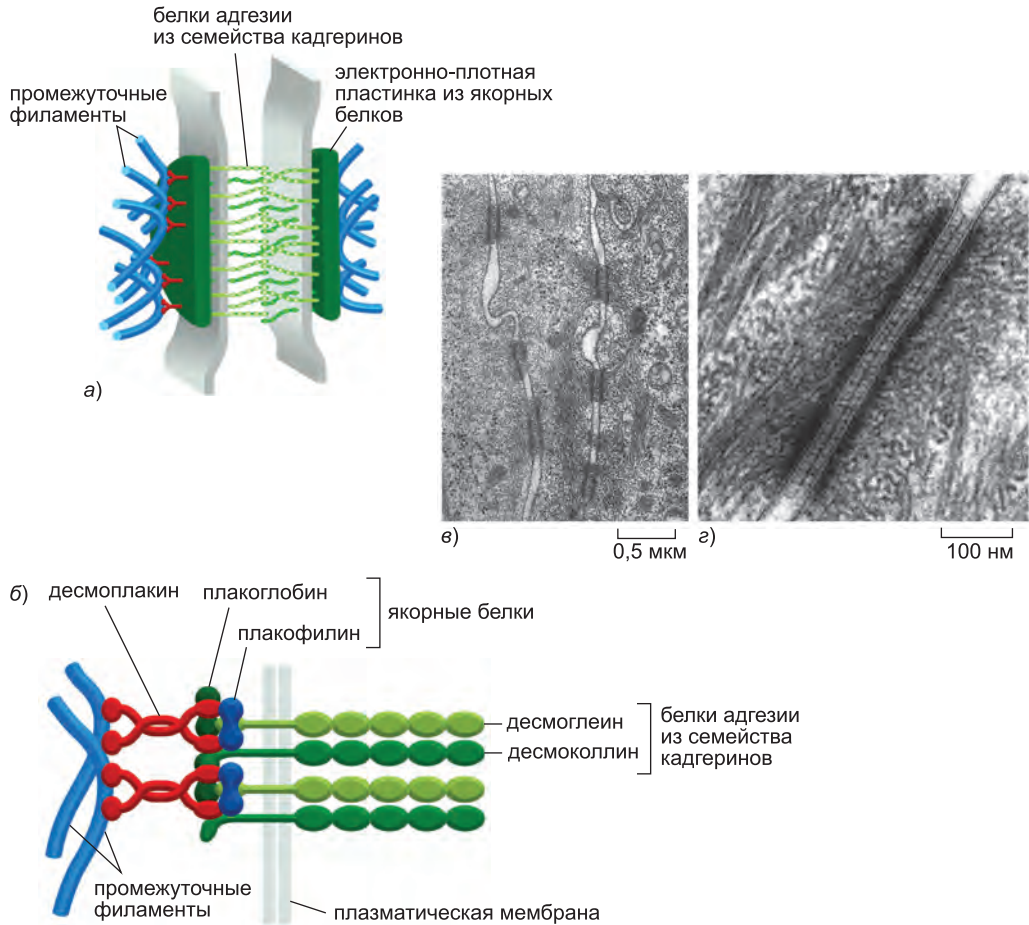 белки адгезии
из семейства кадгеринов
электронно-плотная
пластинка из якорных
белков
промежуточные
филаменты
а)
в)
0,5 мкм
г)
100 нм
б)
десмоплакин
плакоглобин
плакофилин
якорные белки
десмоглеин
десмоколлин
белки адгезии
из семейства
кадгеринов
промежуточные
филаменты
плазматическая мембрана